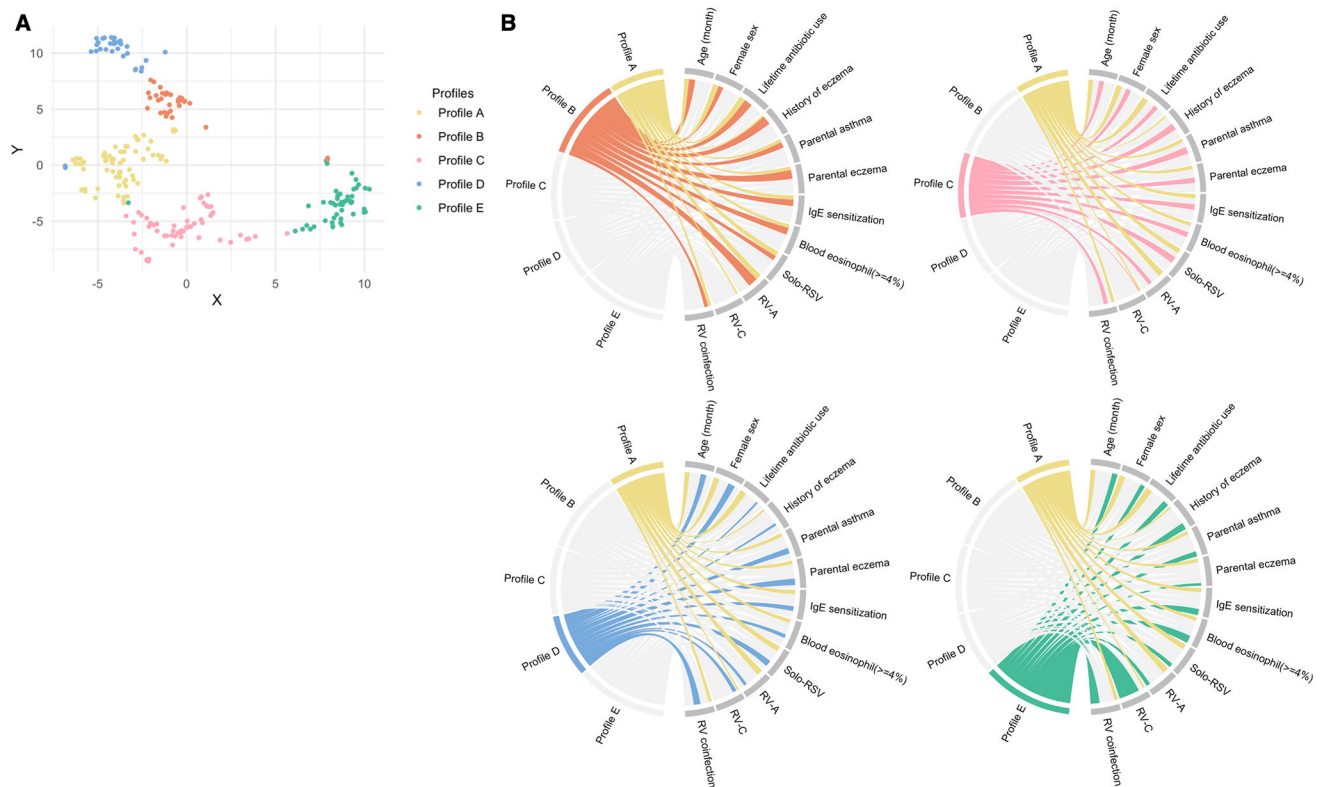 A
Y
10
5
0
-5
-5
0
5
10
X
Profiles
Profile A
Profile B
Profile C
Profile D
Profile E
B
Profile A
Profile B
Profile C
Profile D
Profile E
Age (month)
Female sex
Lifetime antibiotic use
History of eczema
Parental asthma
Parental eczema
IgE sensitization
Blood eosinophil(>=4%)
Solo-RSV
RV-A
RV-C
RV coinfection
Profile A
Profile B
Profile C
Profile D
Profile E
Age (month)
Female sex
Lifetime antibiotic use
History of eczema
Parental asthma
Parental eczema
IgE sensitization
Blood eosinophil(>=4%)
Solo-RSV
RV-A
RV-C
RV coinfection
Profile A
Profile B
Profile C
Profile D
Profile E
Age (month)
Female sex
Lifetime antibiotic use
History of eczema
Parental asthma
Parental eczema
IgE sensitization
Blood eosinophil(>=4%)
Solo-RSV
RV-A
RV-C
RV coinfection
Profile A
Profile B
Profile C
Profile D
Profile E
Age (month)
Female sex
Lifetime antibiotic use
History of eczema
Parental asthma
Parental eczema
IgE sensitization
Blood eosinophil(>=4%)
Solo-RSV
RV-A
RV-C
RV coinfection